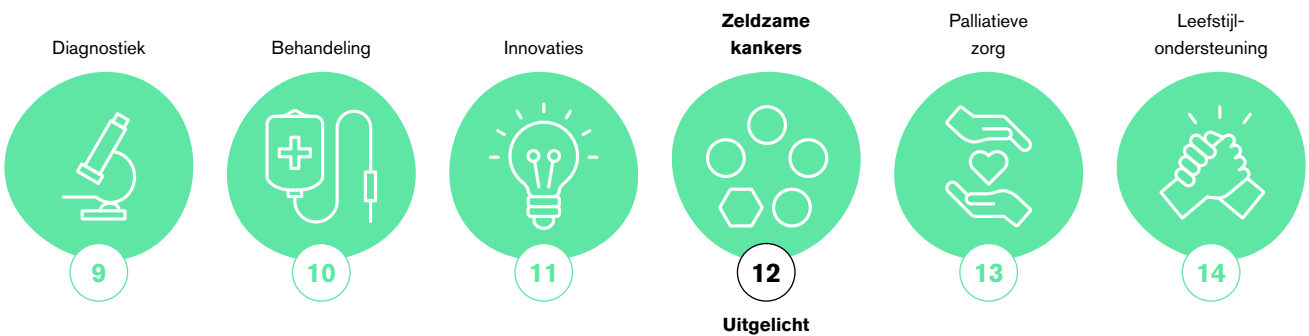 Diagnostiek
Behandeling
Innovaties
Zeldzame
kankers
Palliatieve
zorg
Leefstijl-
ondersteuning
9
10
11
12
13
14
Uitgelicht